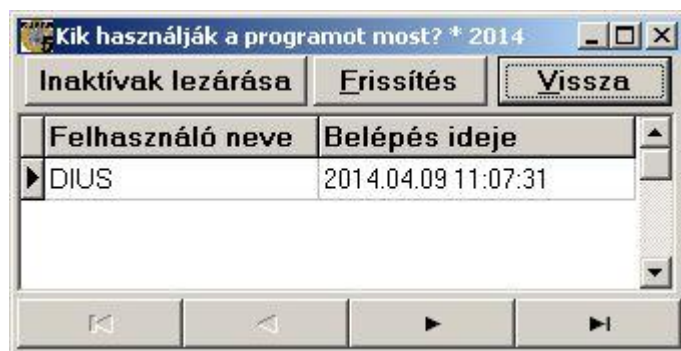 Kik használják a programot most? * 2014
Inaktívak lezárása Frissítés Vissza
Felhasználó neve Belépés ideje
DIUS 2014.04.09 11:07:31